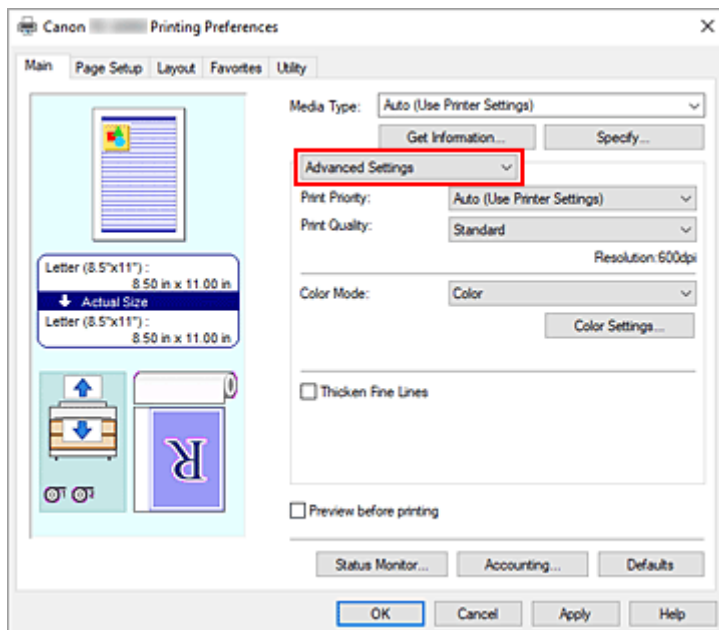 Canon Printing Preferences
Main Page Setup Layout Favorites Utility
Media Type: Auto (Use Printer Settings)
Get Information... Specify...
Advanced Settings
Print Priority: Auto (Use Printer Settings)
Print Quality: Standard
Resolution:600dpi
Letter (8.5"x11") :
8.50 in x 11.00 in
Actual Size
Letter (8.5"x11") :
8.50 in x 11.00 in
Color Mode: Color
Color Settings...
Thicken Fine Lines
R
1 2
Preview before printing
Status Monitor... Accounting... Defaults
OK Cancel Apply Help